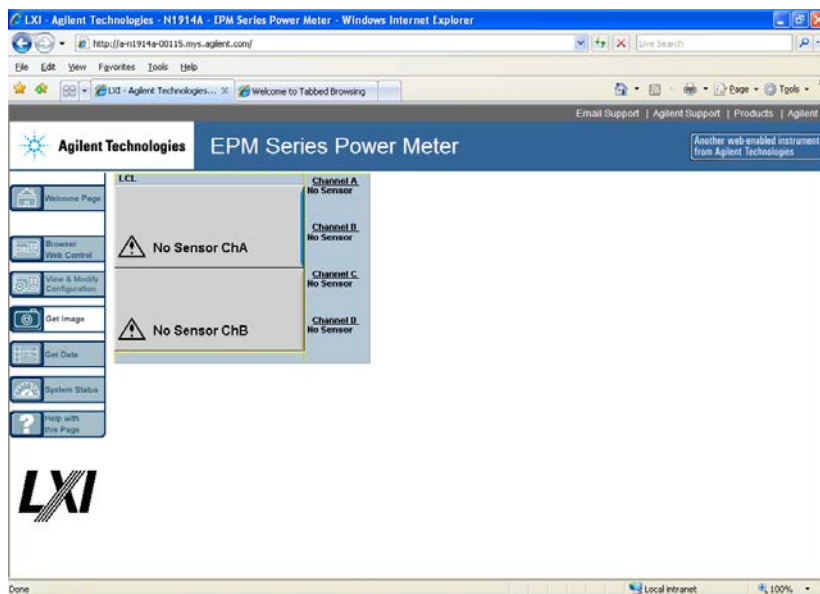 LXI - Agilent Technologies - N1914A - EPM Series Power Meter - Windows Internet Explorer
http://a-n1914a-00115.mys.agilent.com/
Live Search
File Edit View Favorites Tools Help
LXI - Agilent Technologies...
Welcome to Tabbed Browsing
Page
Tools
Email Support | Agilent Support | Products | Agilent
Agilent Technologies
EPM Series Power Meter
Another web-enabled instrument
from Agilent Technologies
Welcome Page
Browser
Web Control
View & Modify
Configuration
Get Image
Get Data
System Status
Help with
this Page
LCL
No Sensor ChA
No Sensor ChB
Channel A
No Sensor
Channel B
No Sensor
Channel C
No Sensor
Channel D
No Sensor
LXI
Done
Local intranet
100%